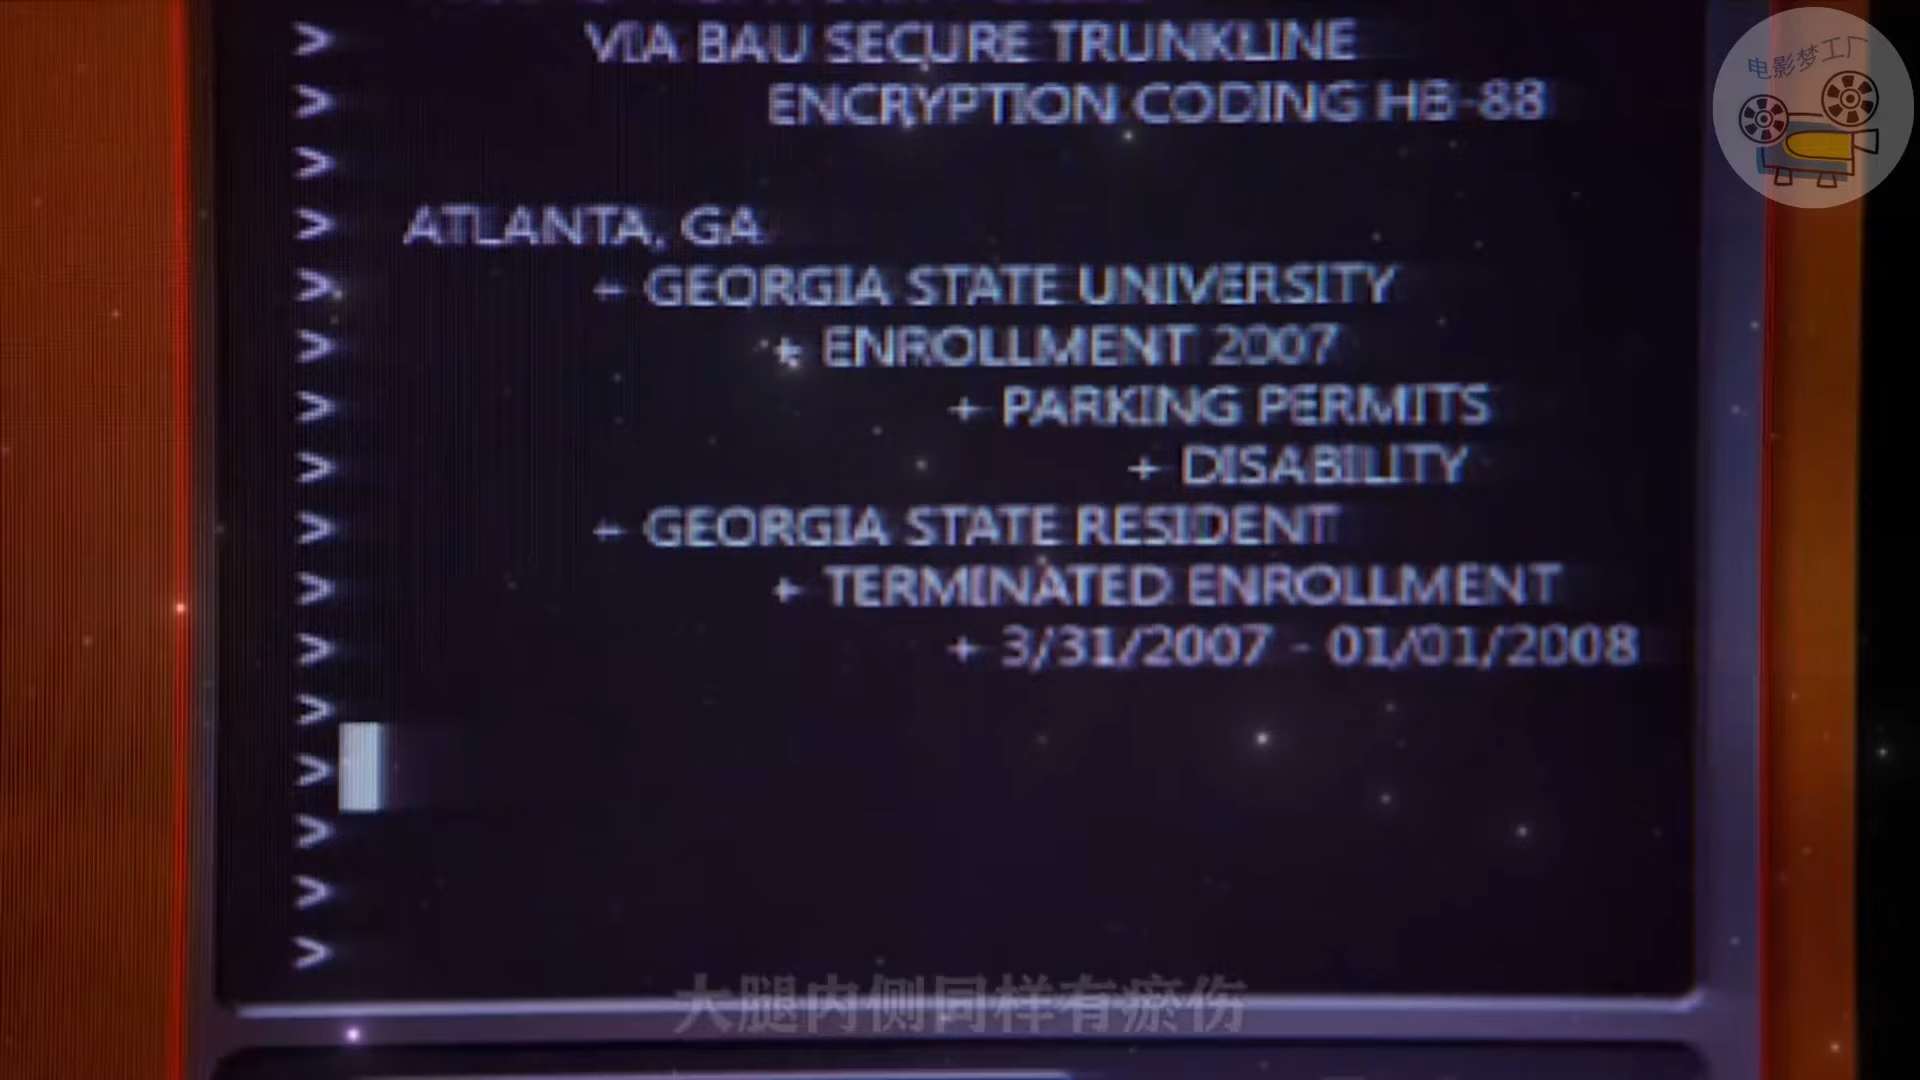 VIA BAU SECURE TRUNKLINE
ENCRYPTION CODING HB-88
ATLANTA, GA
+ GEORGIA STATE UNIVERSITY
+ ENROLLMENT 2007
+ PARKING PERMITS
+ DISABILITY
+ GEORGIA STATE RESIDENT
+ TERMINATED ENROLLMENT
+ 3/31/2007 - 01/01/2008
电影梦工厂
大腿内侧同样有瘀伤